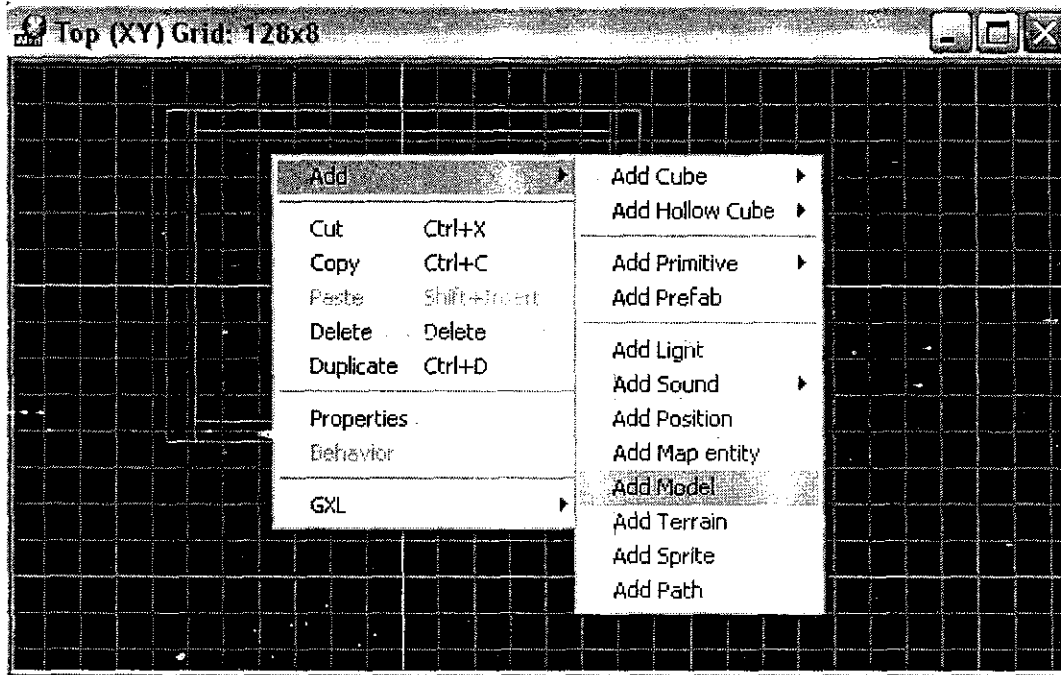 Top (XY) Grid: 128x8
Add
Cut Ctrl+X
Copy Ctrl+C
Paste Shift+Insert
Delete Delete
Duplicate Ctrl+D
Properties
Behavior
GXL
Add Cube
Add Hollow Cube
Add Primitive
Add Prefab
Add Light
Add Sound
Add Position
Add Map entity
Add Model
Add Terrain
Add Sprite
Add Path